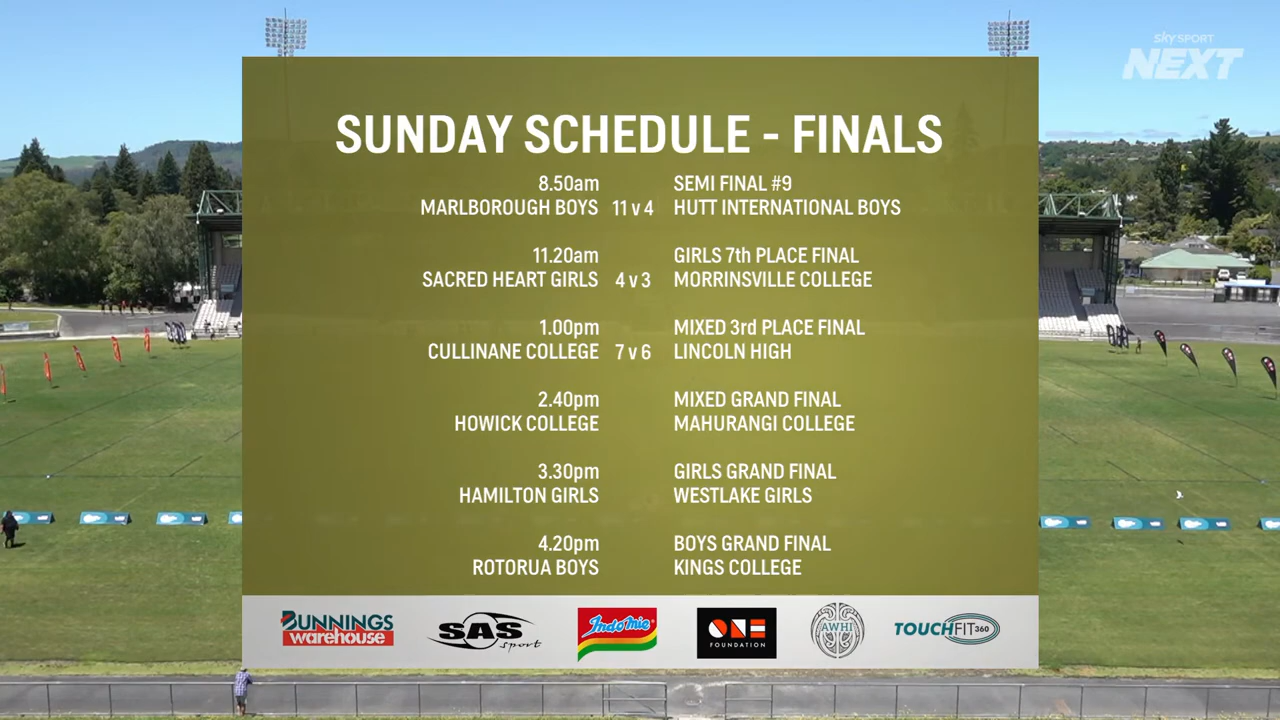 sky SPORT
NEXT
SUNDAY SCHEDULE - FINALS
8.50am SEMI FINAL #9
MARLBOROUGH BOYS 11 v 4 HUTT INTERNATIONAL BOYS
11.20am GIRLS 7th PLACE FINAL
SACRED HEART GIRLS 4 v 3 MORRINSVILLE COLLEGE
1.00pm MIXED 3rd PLACE FINAL
CULLINANE COLLEGE 7 v 6 LINCOLN HIGH
2.40pm MIXED GRAND FINAL
HOWICK COLLEGE MAHURANGI COLLEGE
3.30pm GIRLS GRAND FINAL
HAMILTON GIRLS WESTLAKE GIRLS
4.20pm BOYS GRAND FINAL
ROTORUA BOYS KINGS COLLEGE
BUNNINGS
warehouse
SAS
sport
Indomie
ONE
FOUNDATION
AWHI
TOUCHFIT360